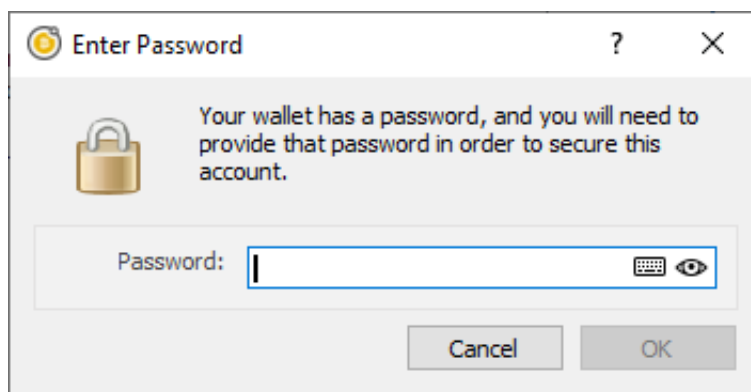 Enter Password
?
Your wallet has a password, and you will need to
provide that password in order to secure this
account.
Password:
Cancel
OK